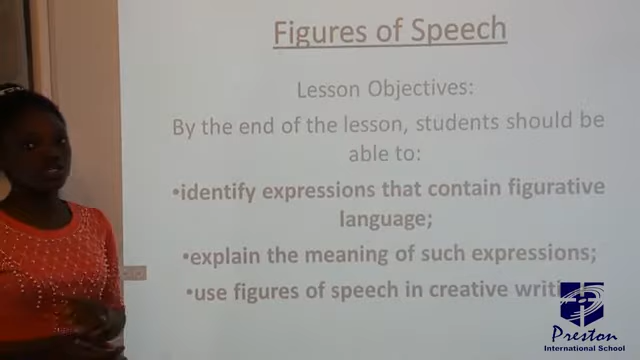 Figures of Speech
Lesson Objectives:
By the end of the lesson, students should be
able to:
•identify expressions that contain figurative
language;
•explain the meaning of such expressions;
•use figures of speech in creative writi
Preston
International School